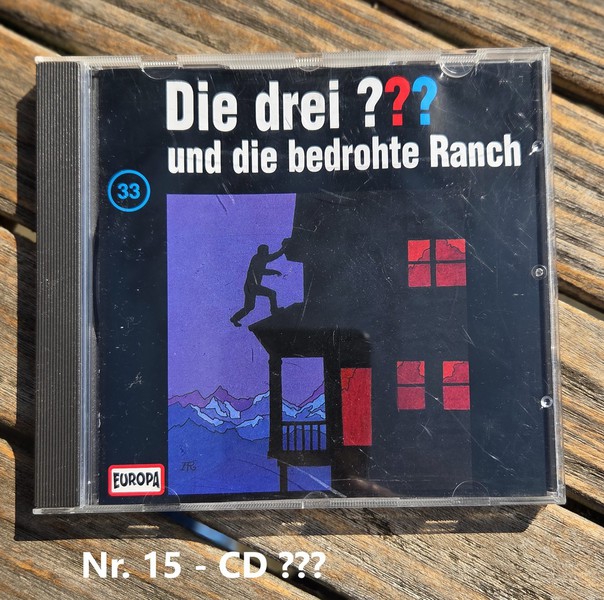 Die drei ???
und die bedrohte Ranch
33
EUROPA
Nr. 15 - CD ???